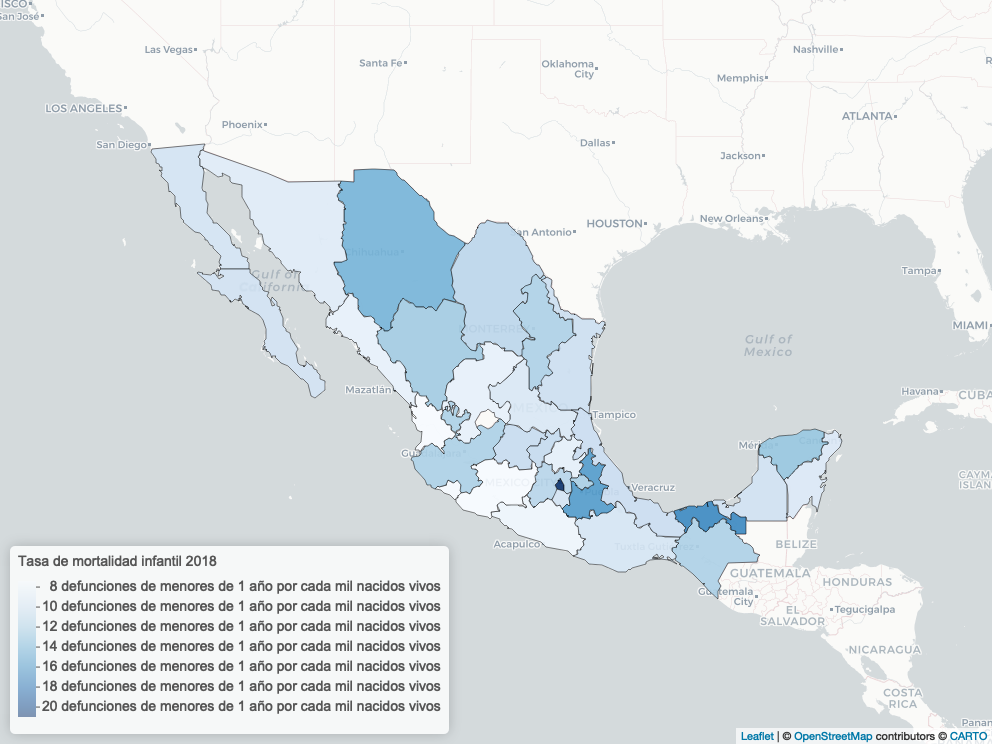 ISCO
San José
Las Vegas
Santa Fe
Oklahoma
City
Nashville
Memphis
LOS ANGELES
Phoenix
ATLANTA
San Diego
Dallas
Jackson
HOUSTON
New Orleans
an Antonio
Chihuahua
Tampa
Gulf of
California
MIAMI
MONTERREY
Gulf of
Mexico
Mazatlán
Havana
CUBA
MEXICO
Tampico
Mérida
MEXICO CITY
Veracruz
CAYM
ISLAN
Acapulco
Tuxtla Gutiérrez
BELIZE
GUATEMALA
HONDURAS
Guatemala
City
EL
SALVADOR
Tegucigalpa
NICARAGUA
COSTA
RICA
Panam
Tasa de mortalidad infantil 2018
8 defunciones de menores de 1 año por cada mil nacidos vivos
10 defunciones de menores de 1 año por cada mil nacidos vivos
12 defunciones de menores de 1 año por cada mil nacidos vivos
14 defunciones de menores de 1 año por cada mil nacidos vivos
16 defunciones de menores de 1 año por cada mil nacidos vivos
18 defunciones de menores de 1 año por cada mil nacidos vivos
20 defunciones de menores de 1 año por cada mil nacidos vivos
Leaflet | © OpenStreetMap contributors © CARTO